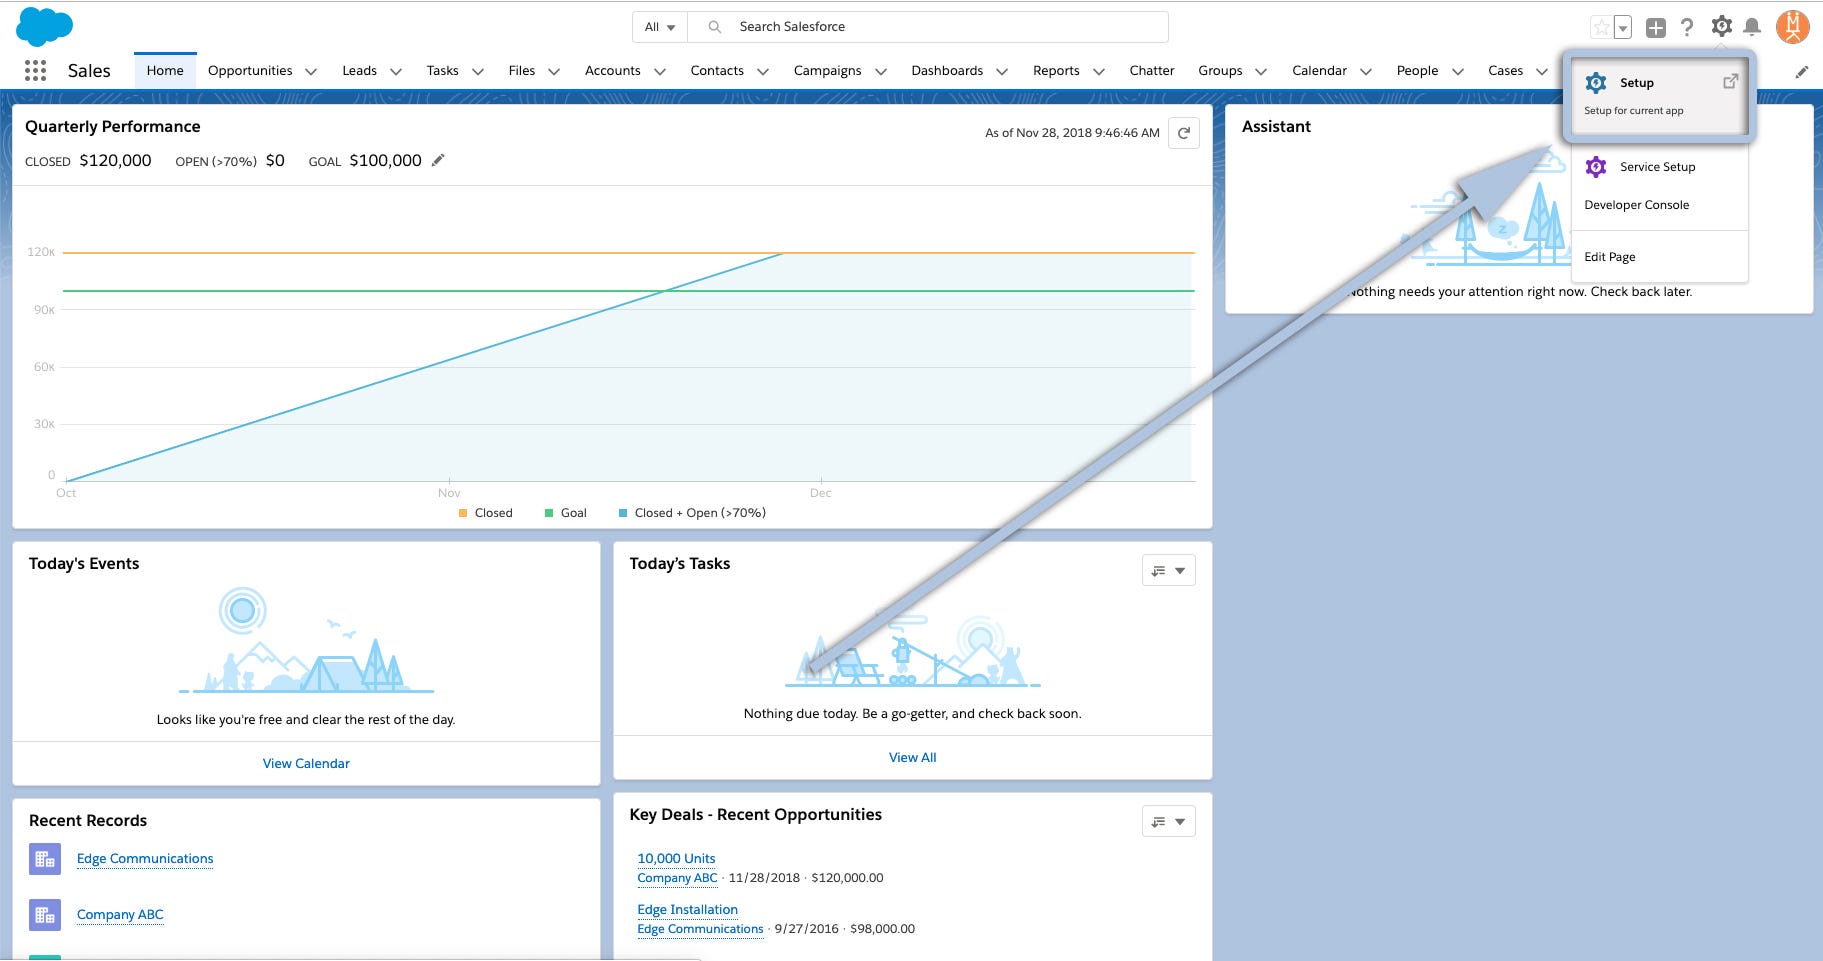 All
Search Salesforce
Sales
Home
Opportunities
Leads
Tasks
Files
Accounts
Contacts
Campaigns
Dashboards
Reports
Chatter
Groups
Calendar
People
Cases
Setup
Setup for current app
Service Setup
Developer Console
Edit Page
Quarterly Performance
As of Nov 28, 2018 9:46:46 AM
CLOSED $120,000 OPEN (>70%) $0 GOAL $100,000
120K
90K
60K
30K
0
Oct Nov Dec
Closed Goal Closed + Open (>70%)
Assistant
z
Nothing needs your attention right now. Check back later.
Today's Events
Looks like you're free and clear the rest of the day.
View Calendar
Today’s Tasks
Nothing due today. Be a go-getter, and check back soon.
View All
Recent Records
Edge Communications
Company ABC
Key Deals - Recent Opportunities
10,000 Units
Company ABC · 11/28/2018 · $120,000.00
Edge Installation
Edge Communications · 9/27/2016 · $98,000.00